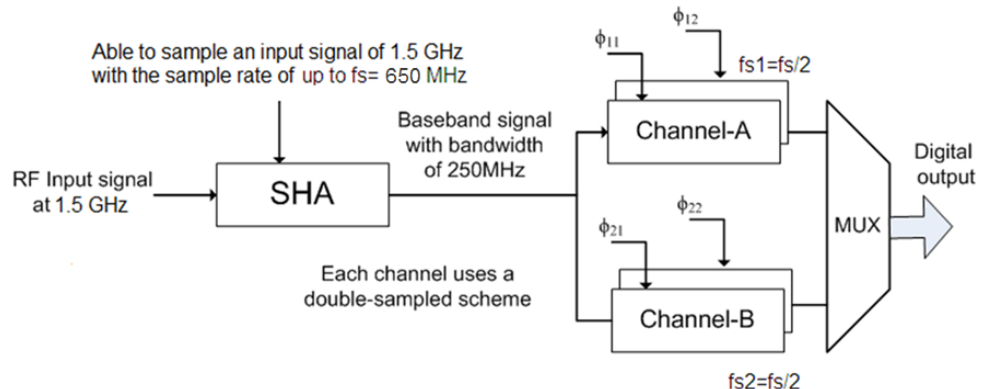 Able to sample an input signal of 1.5 GHz
with the sample rate of up to fs= 650 MHz
RF Input signal
at 1.5 GHz
SHA
Baseband signal
with bandwidth
of 250MHz
Each channel uses a
double-sampled scheme
ϕ12
ϕ11
fs1=fs/2
Channel-A
ϕ22
ϕ21
Channel-B
fs2=fs/2
MUX
Digital
output